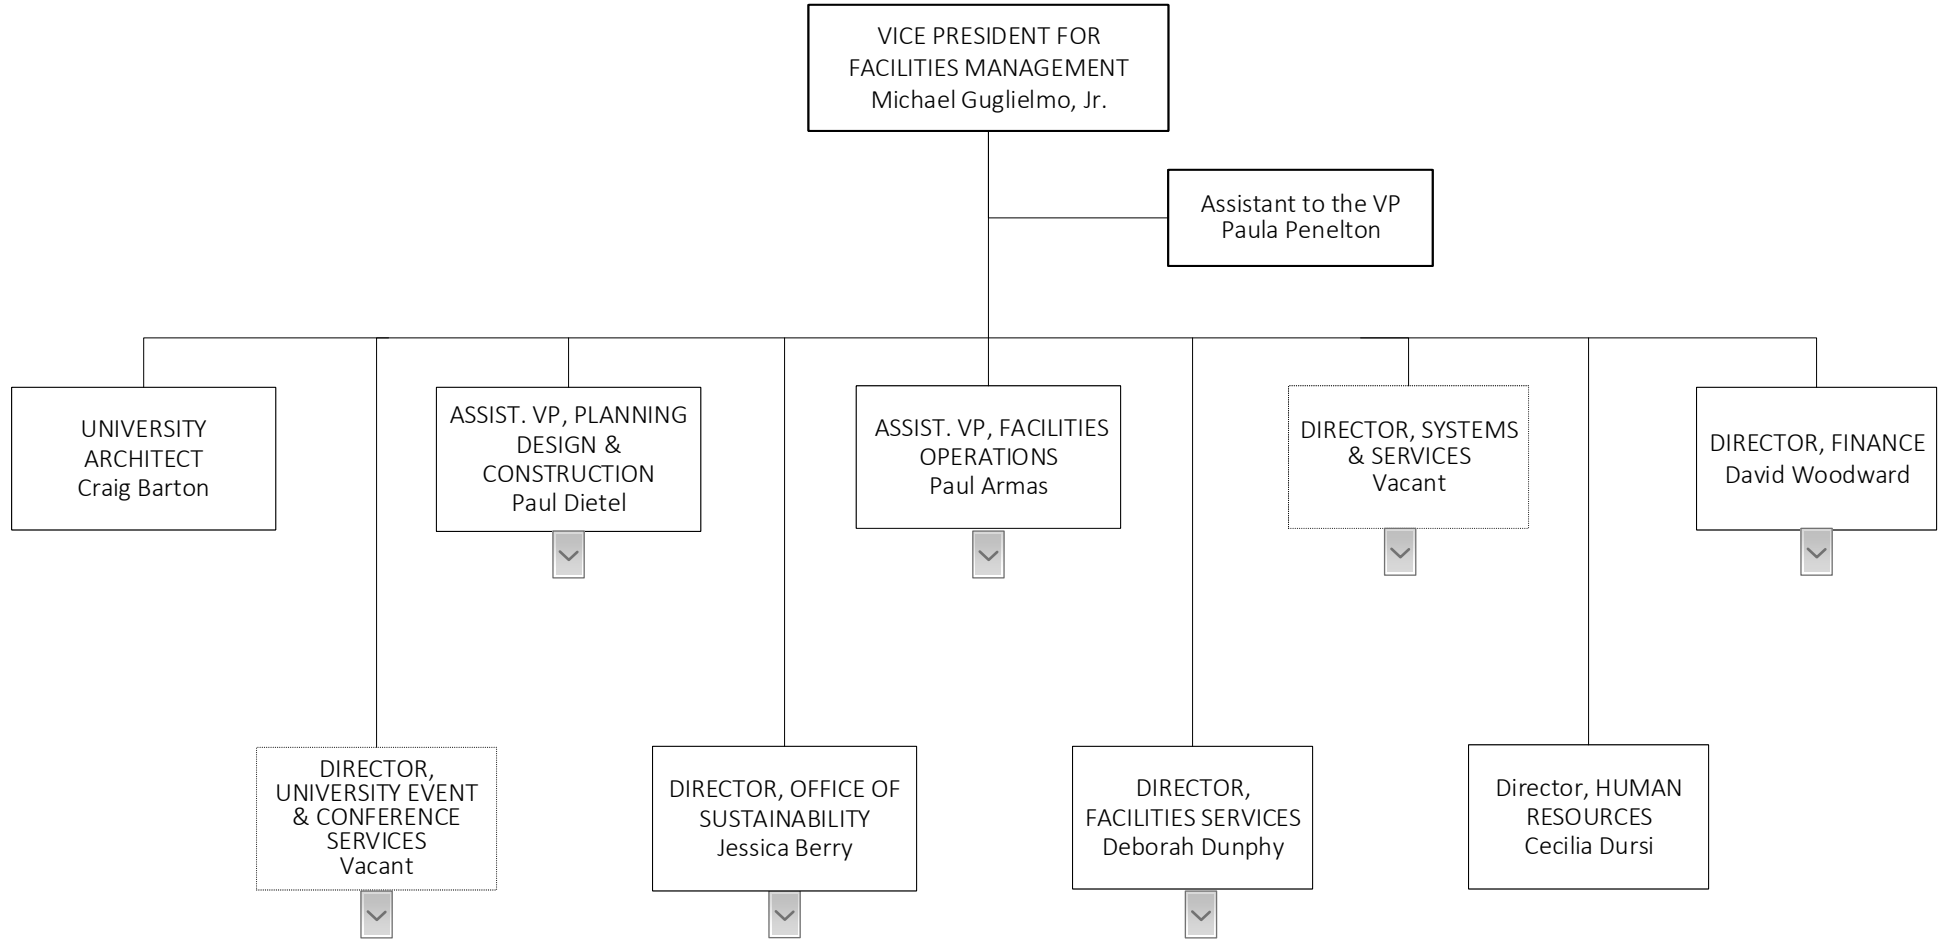 VICE PRESIDENT FOR
FACILITIES MANAGEMENT
Michael Guglielmo, Jr.
Assistant to the VP
Paula Penelton
UNIVERSITY
ARCHITECT
Craig Barton
ASSIST. VP, PLANNING
DESIGN &
CONSTRUCTION
Paul Dietel
ASSIST. VP, FACILITIES
OPERATIONS
Paul Armas
DIRECTOR, SYSTEMS
& SERVICES
Vacant
DIRECTOR, FINANCE
David Woodward
DIRECTOR,
UNIVERSITY EVENT
& CONFERENCE
SERVICES
Vacant
DIRECTOR, OFFICE OF
SUSTAINABILITY
Jessica Berry
DIRECTOR,
FACILITIES SERVICES
Deborah Dunphy
Director, HUMAN
RESOURCES
Cecilia Dursi